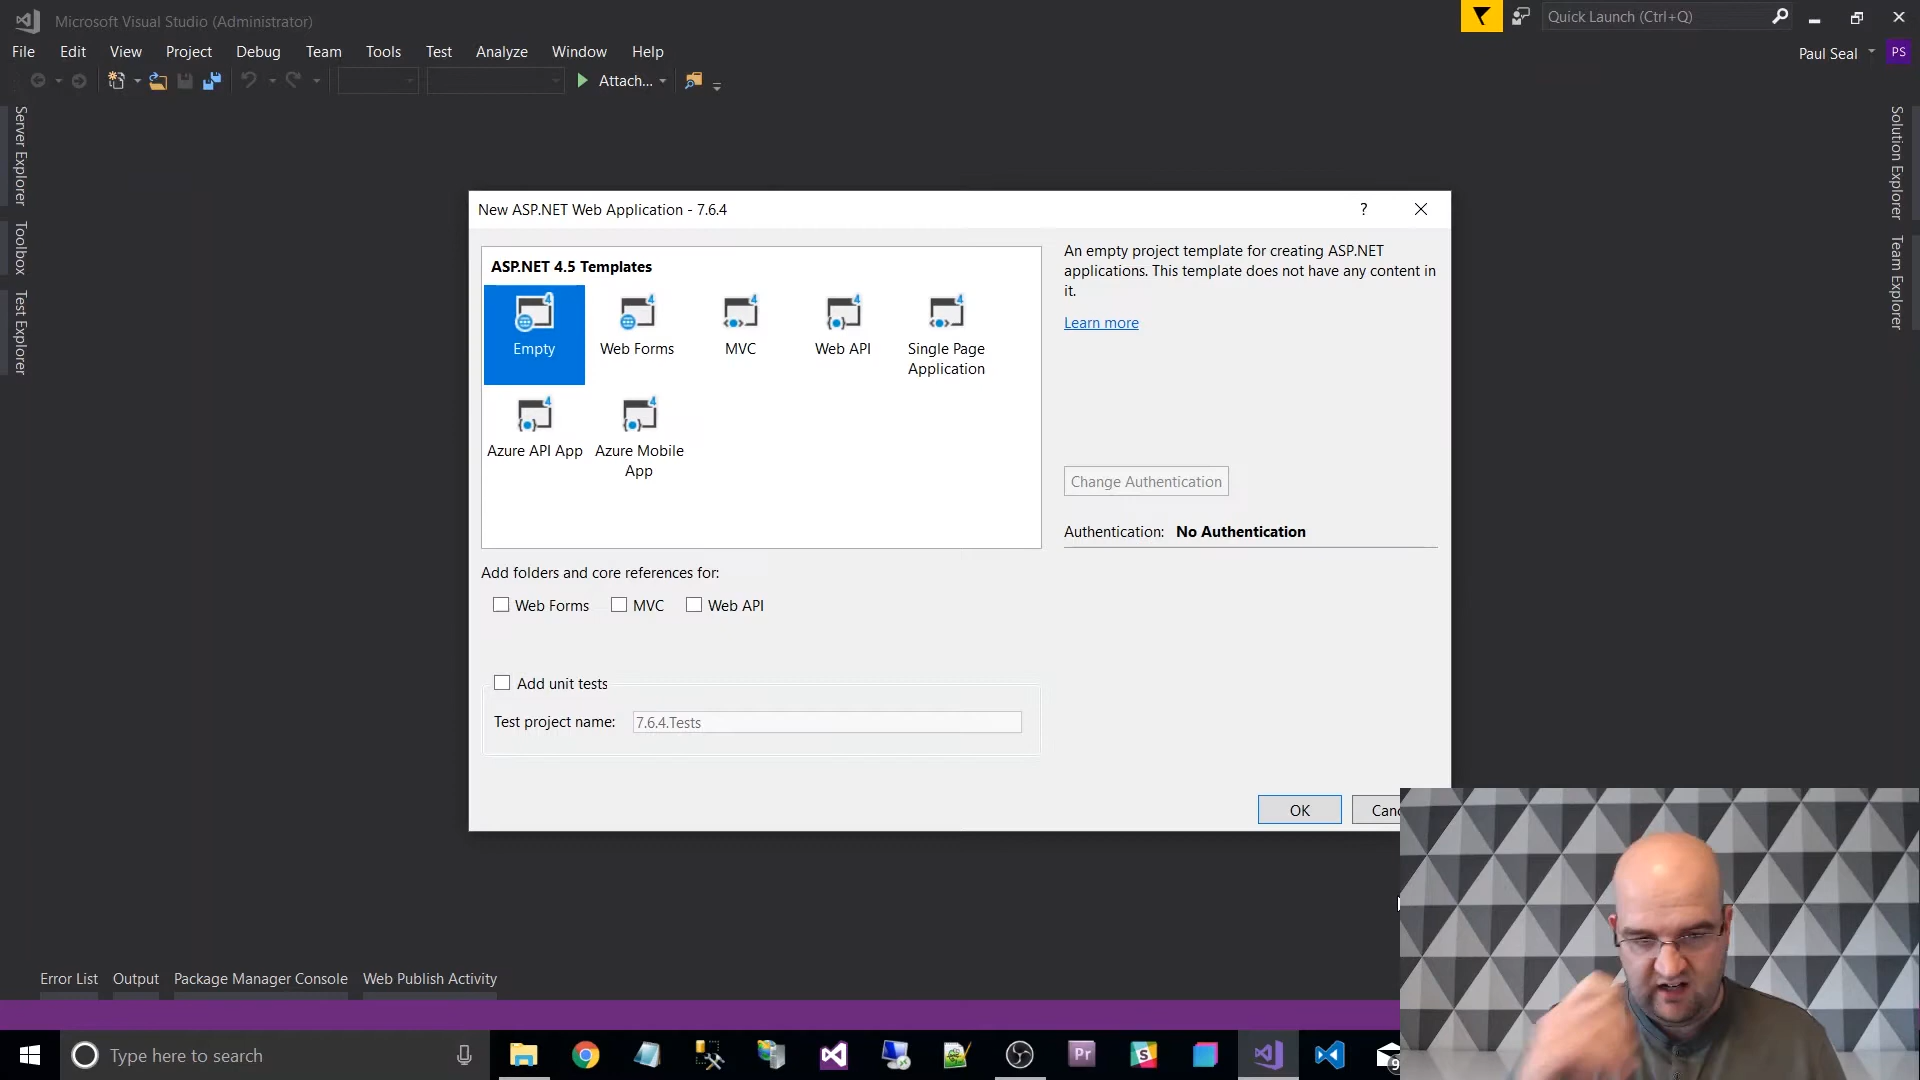 Microsoft Visual Studio (Administrator)
Quick Launch (Ctrl+Q)
File Edit View Project Debug Team Tools Test Analyze Window Help
Paul Seal PS
Attach...
Server Explorer
Toolbox
Test Explorer
Solution Explorer
Team Explorer
New ASP.NET Web Application - 7.6.4
?
ASP.NET 4.5 Templates
Empty
Web Forms
MVC
Web API
Single Page
Application
Azure API App
Azure Mobile
App
An empty project template for creating ASP.NET
applications. This template does not have any content in
it.
Learn more
Change Authentication
Authentication: No Authentication
Add folders and core references for:
Web Forms MVC Web API
Add unit tests
Test project name: 7.6.4.Tests
OK
Canc
Error List Output Package Manager Console Web Publish Activity
Type here to search
Pr
S
9